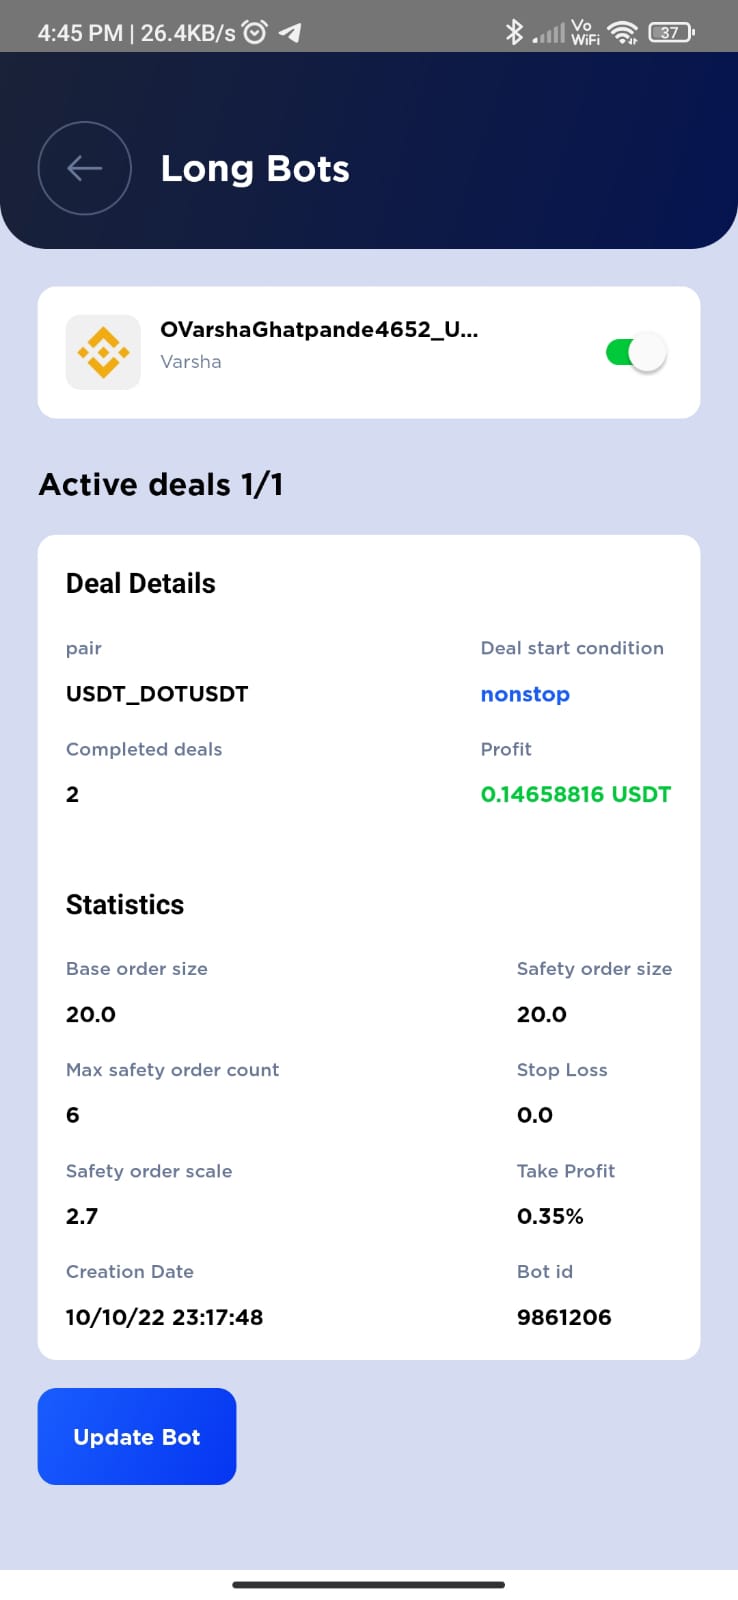 4:45 PM | 26.4KB/s
Vo
WiFi
37
Long Bots
OVarshaGhatpande4652_U...
Varsha
Active deals 1/1
Deal Details
pair Deal start condition
USDT_DOTUSDT nonstop
Completed deals Profit
2 0.14658816 USDT
Statistics
Base order size Safety order size
20.0 20.0
Max safety order count Stop Loss
6 0.0
Safety order scale Take Profit
2.7 0.35%
Creation Date Bot id
10/10/22 23:17:48 9861206
Update Bot